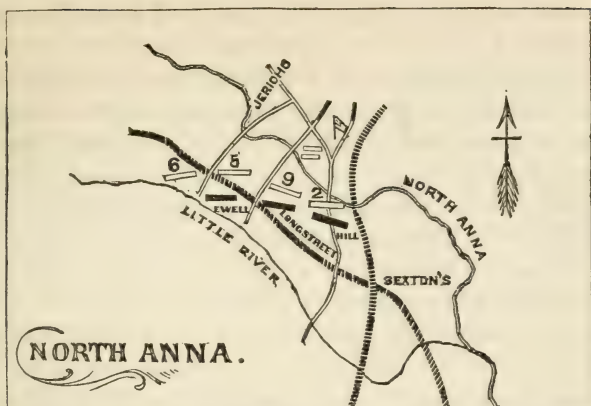 JERICHO
6
5
9
2
EWELL
LONGSTREET
HILL
NORTH ANNA
LITTLE RIVER
SEXTON'S
NORTH ANNA.